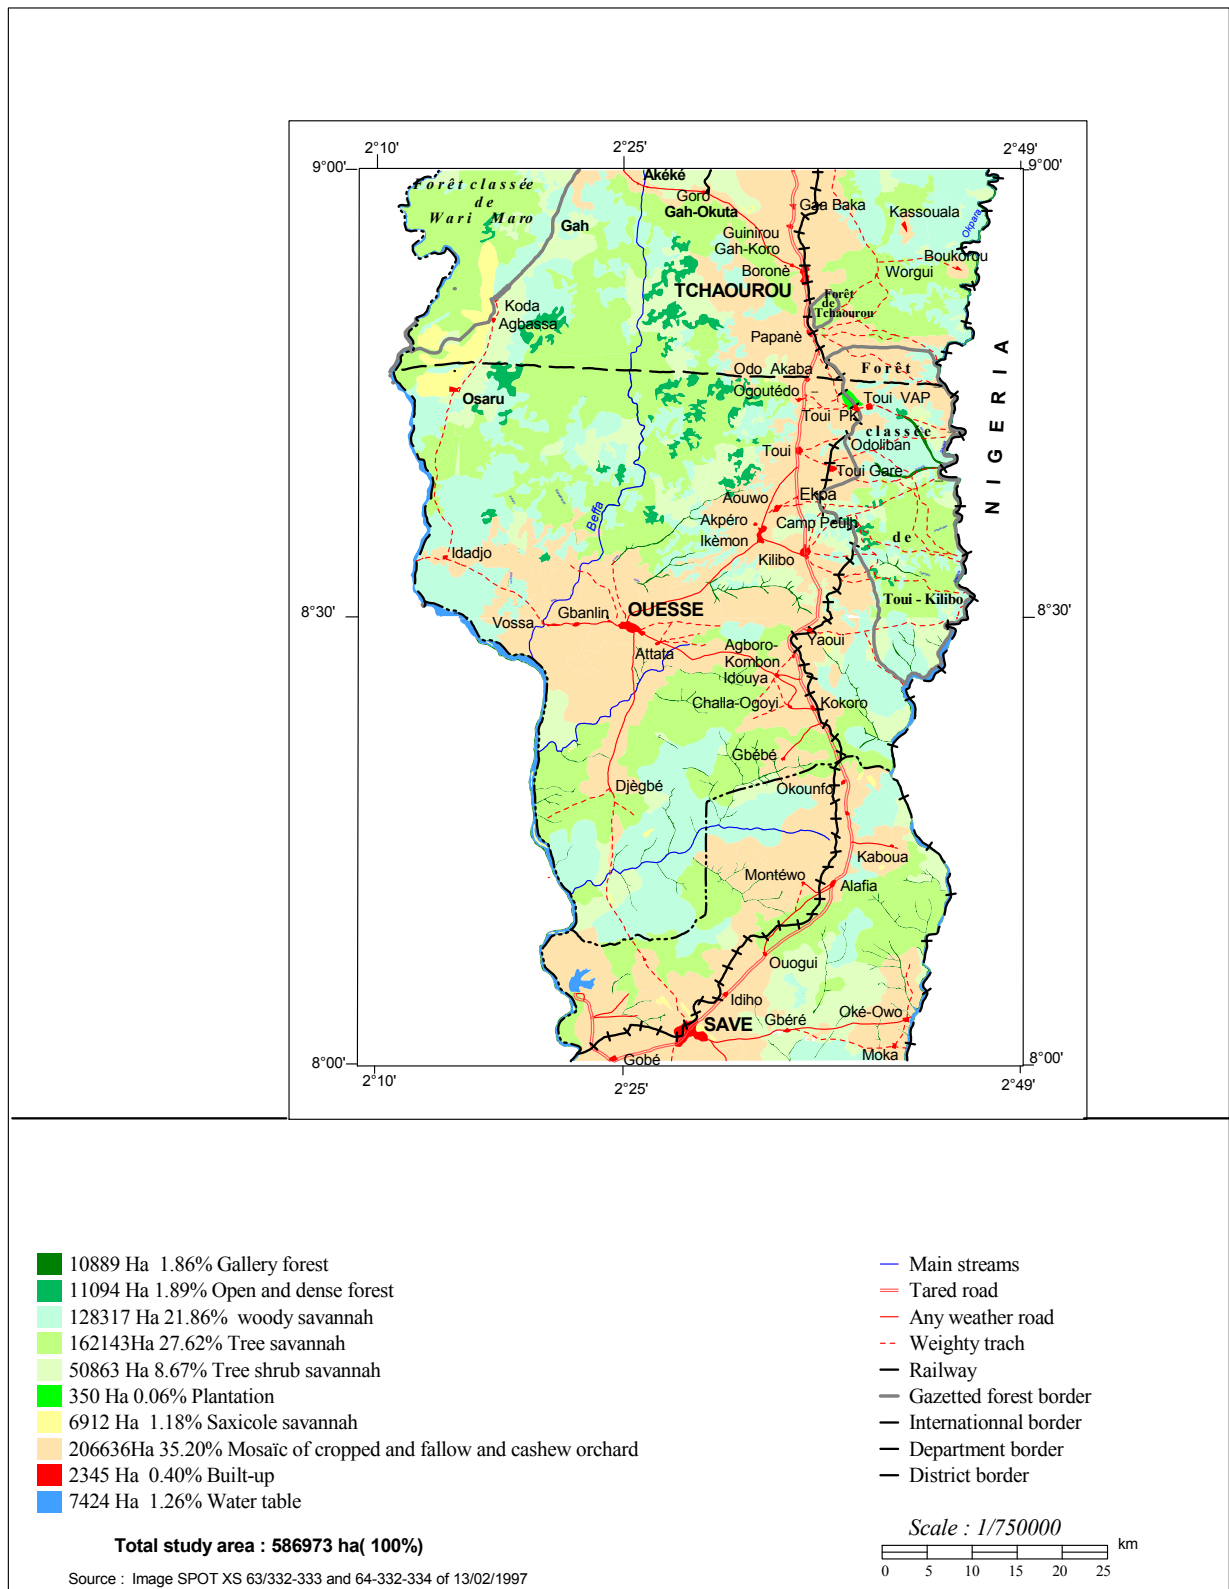 2°10'
2°25'
2°49'
9°00'
9°00'
Forêt classée
de
Wari Maro
Akéké
Goro
Gah-Okuta
Gah
Gaa Baka
Kassouala
Okpara
Guinirou
Gah-Koro
Boukorou
Boronè
Worgui
TCHAOUROU
Forêt
de
Tchaourou
Koda
Agbassa
Papanè
NIGERIA
Odo Akaba
Forêt
Ogoutédo
Osaru
Toui VAP
Toui PK
classée
Odoliban
Toui
Toui Gare
Aouwo
Ekpa
Beffa
Akpéro
Camp Peulh
Ikèmon
de
Idadjo
Kilibo
Toui - Kilibo
8°30'
8°30'
OUESSE
Gbanlin
Vossa
Yaoui
Attata
Agboro-
Kombon
Idouya
Challa-Ogoyi
Kokoro
Gbébé
Djègbé
Okounfo
Kaboua
Montéwo
Alafia
Ouogui
Idiho
Oké-Owo
SAVE
Gbéré
Gobé
Moka
8°00'
8°00'
2°10'
2°25'
2°49'
10889 Ha 1.86% Gallery forest
11094 Ha 1.89% Open and dense forest
128317 Ha 21.86% woody savannah
162143Ha 27.62% Tree savannah
50863 Ha 8.67% Tree shrub savannah
350 Ha 0.06% Plantation
6912 Ha 1.18% Saxicole savannah
206636Ha 35.20% Mosaïc of cropped and fallow and cashew orchard
2345 Ha 0.40% Built-up
7424 Ha 1.26% Water table
Main streams
Tared road
Any weather road
Weighty trach
Railway
Gazetted forest border
Internationnal border
Department border
District border
Total study area : 586973 ha( 100%)
Scale : 1/750000
km
0 5 10 15 20 25
Source : Image SPOT XS 63/332-333 and 64-332-334 of 13/02/1997